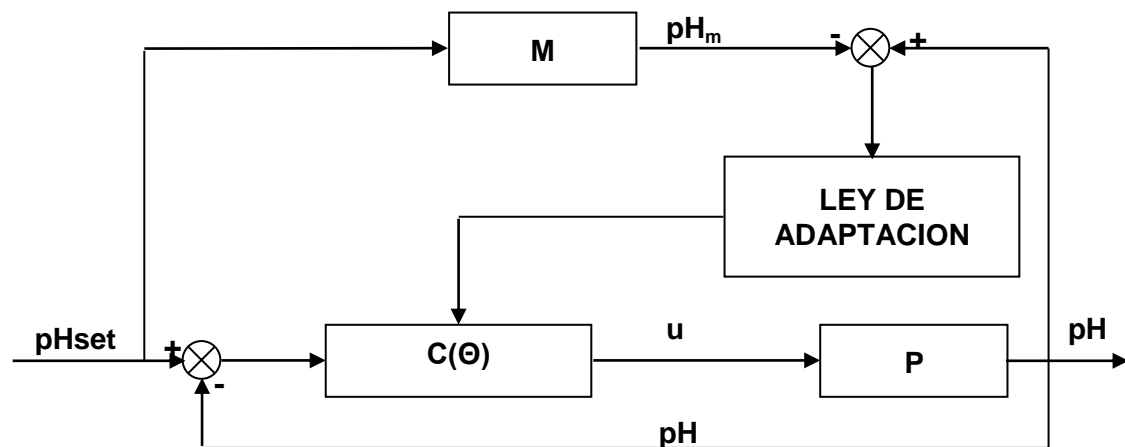 M
pHₘ
-
+
LEY DE
ADAPTACION
pHset
+
-
C(Θ)
u
P
pH
pH